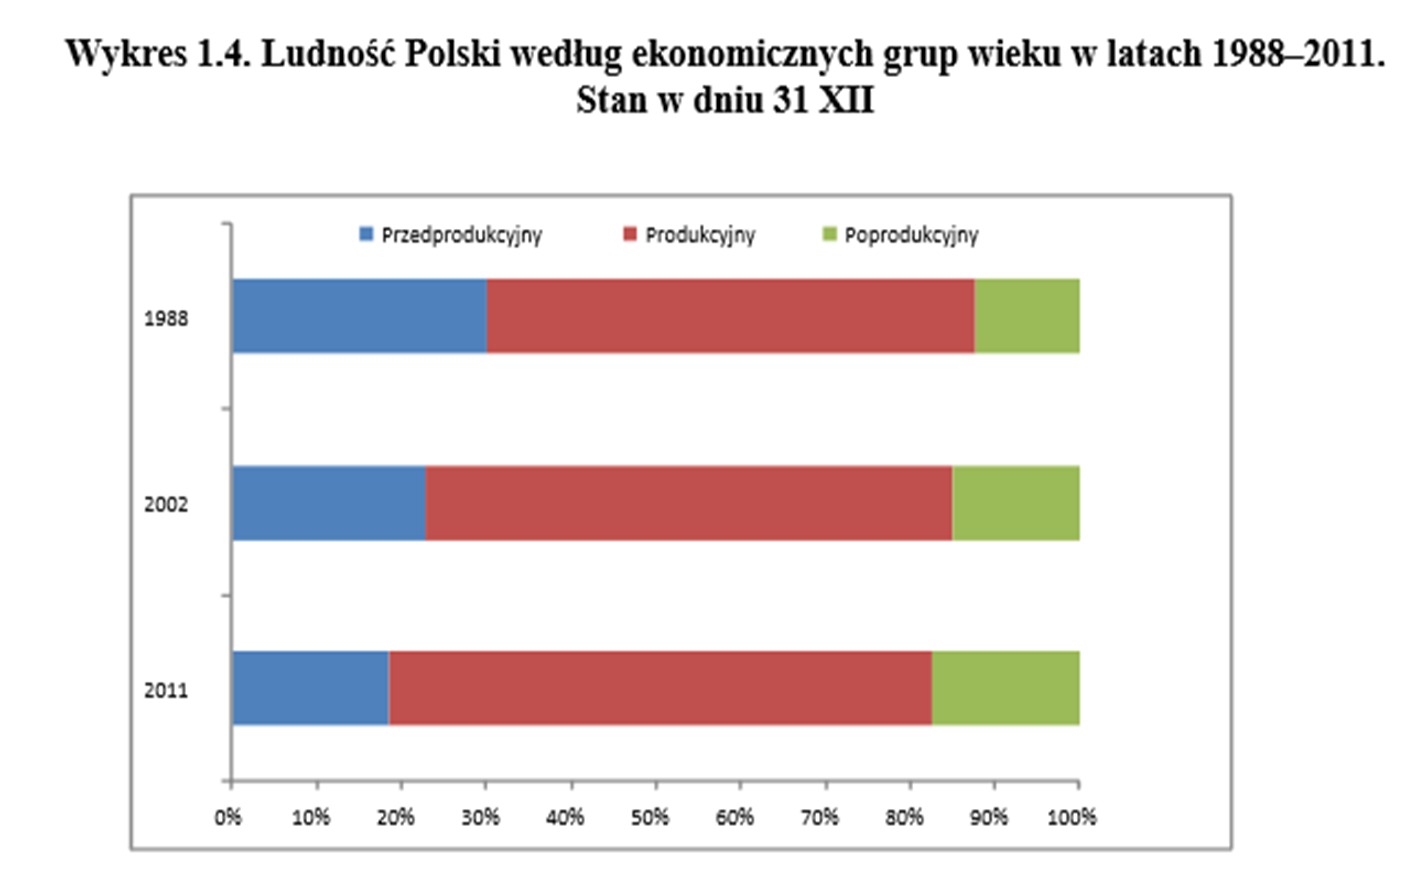 Wykres 1.4. Ludność Polski według ekonomicznych grup wieku w latach 1988–2011.
Stan w dniu 31 XII
Przedprodukcyjny Produkcyjny Poprodukcyjny
1988
2002
2011
0% 10% 20% 30% 40% 50% 60% 70% 80% 90% 100%